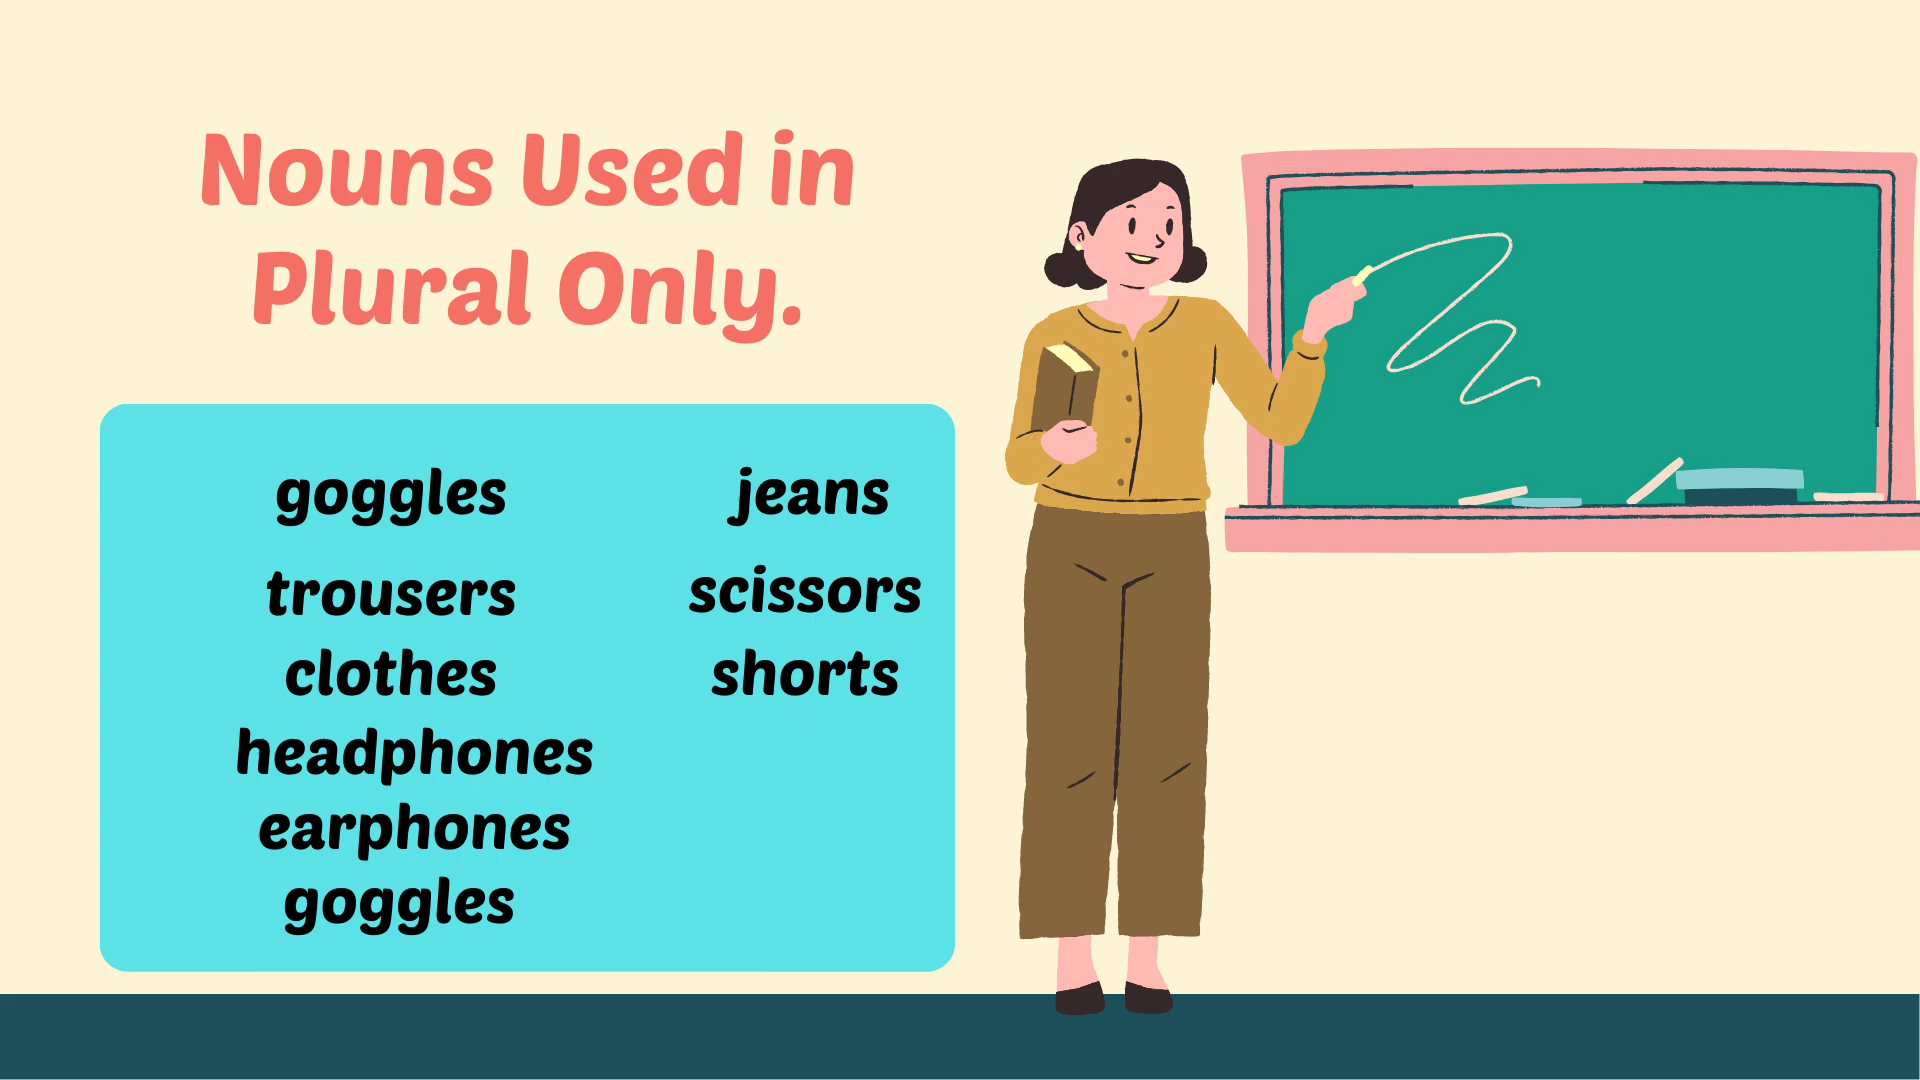 Nouns Used in
Plural Only.
goggles
trousers
clothes
headphones
earphones
goggles
jeans
scissors
shorts